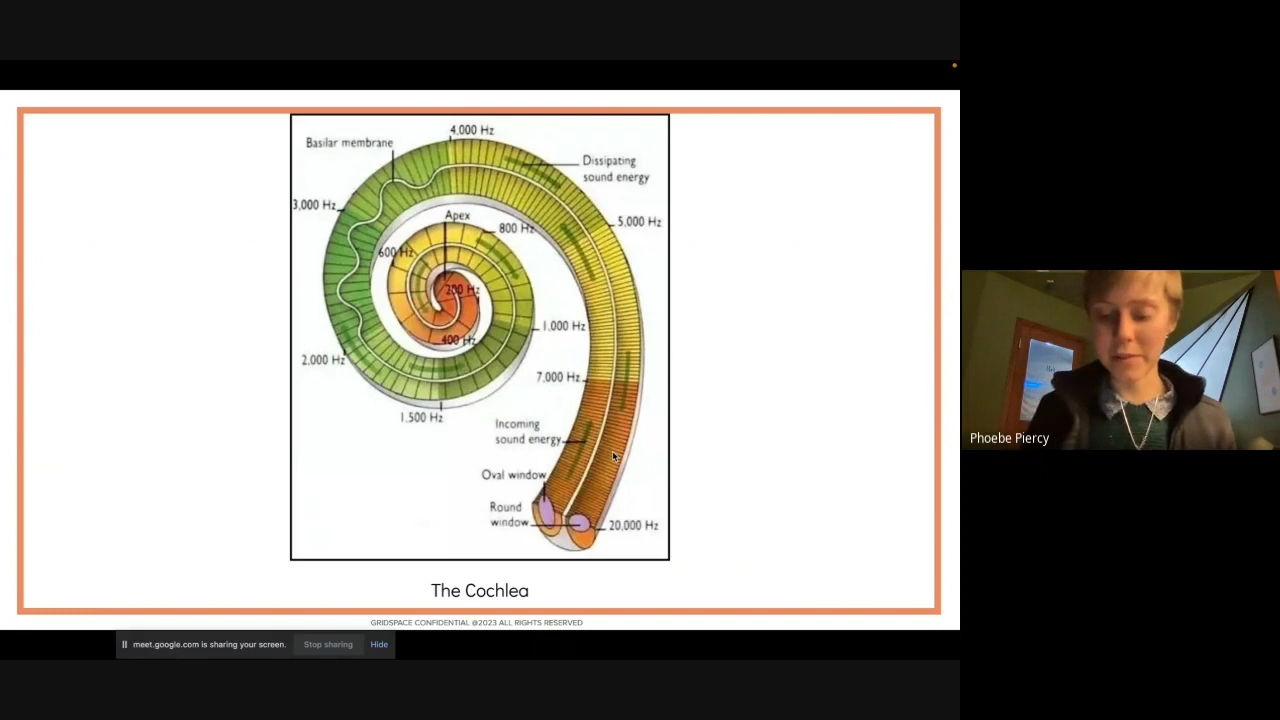 4,000 Hz
Basilar membrane
Dissipating
sound energy
3,000 Hz
Apex
800 Hz
5,000 Hz
600 Hz
200 Hz
1,000 Hz
400 Hz
2,000 Hz
7,000 Hz
1,500 Hz
Incoming
sound energy
Oval window
Round
window
20,000 Hz
The Cochlea
GRIDSPACE CONFIDENTIAL @2023 ALL RIGHTS RESERVED
meet.google.com is sharing your screen.
Stop sharing
Hide
Phoebe Piercy